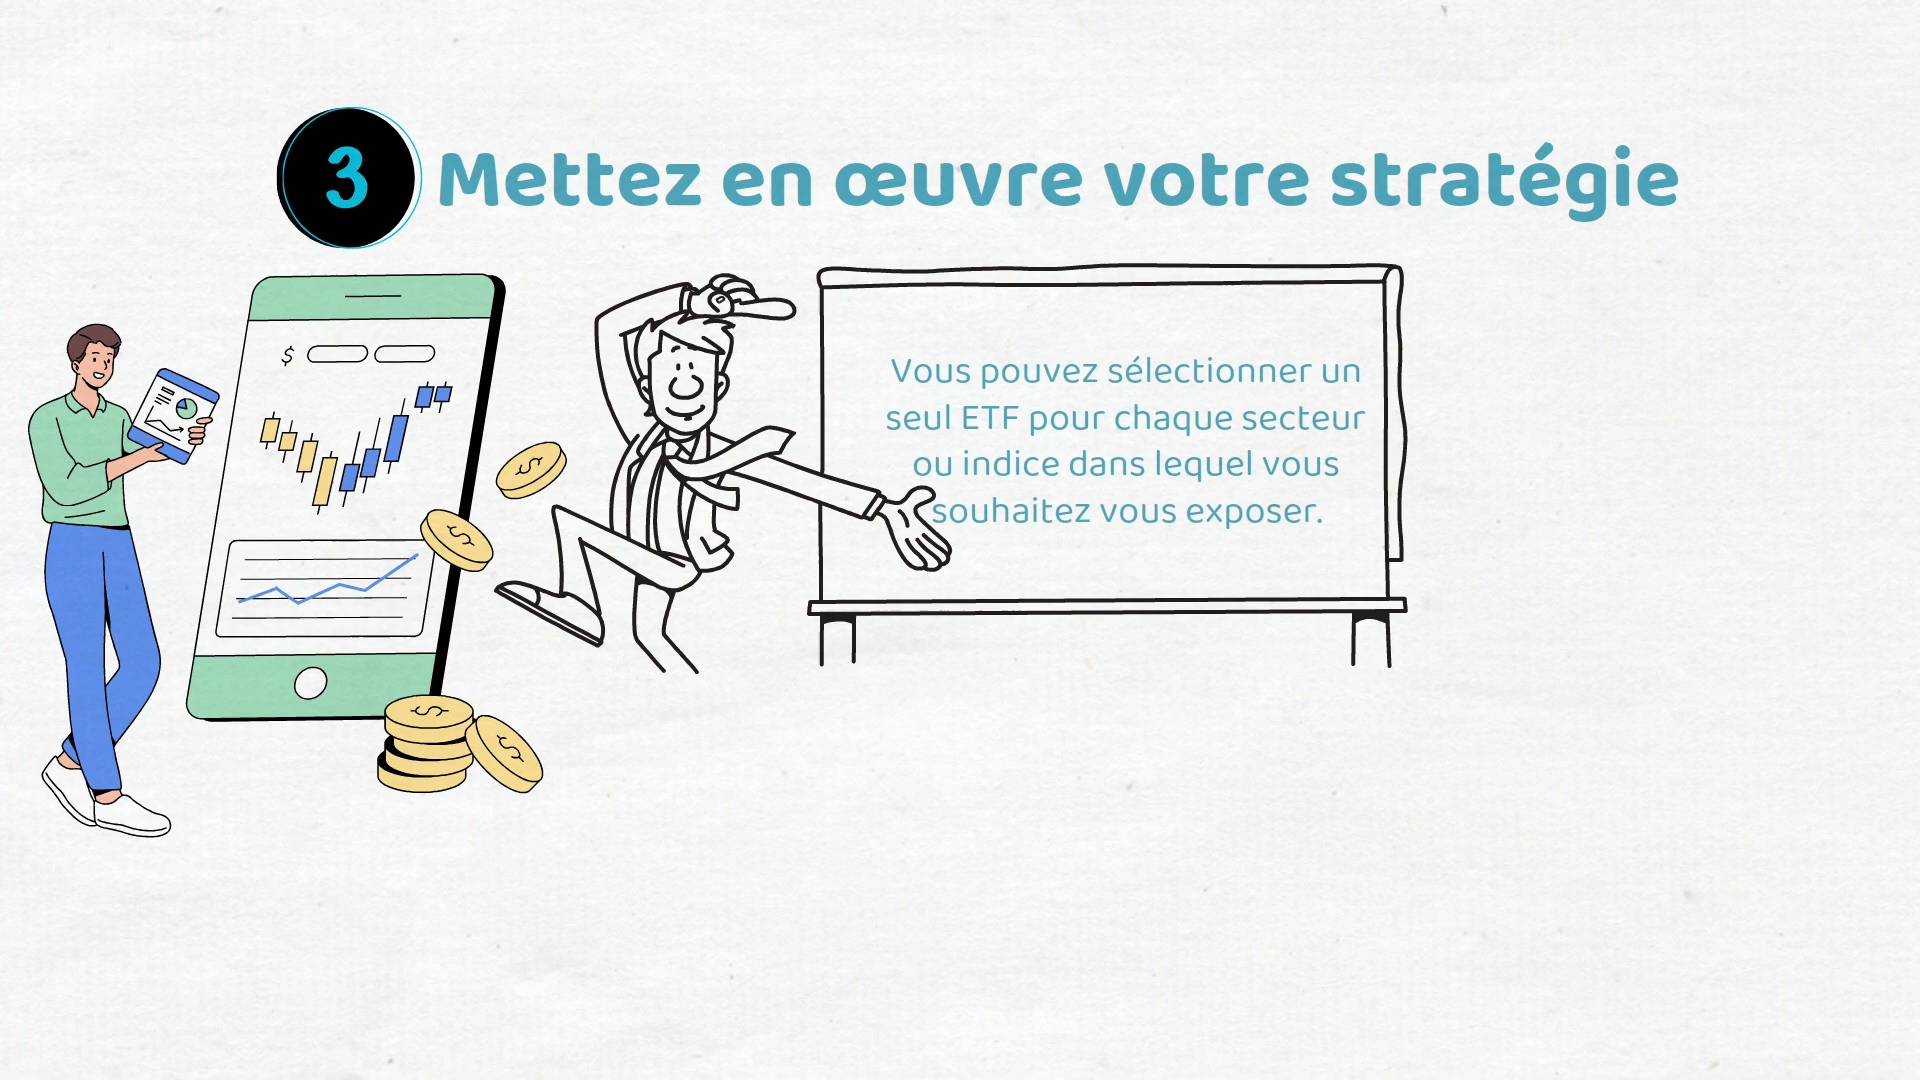 3 Mettez en œuvre votre stratégie
$
Vous pouvez sélectionner un
seul ETF pour chaque secteur
ou indice dans lequel vous
souhaitez vous exposer.
$
$
$
$